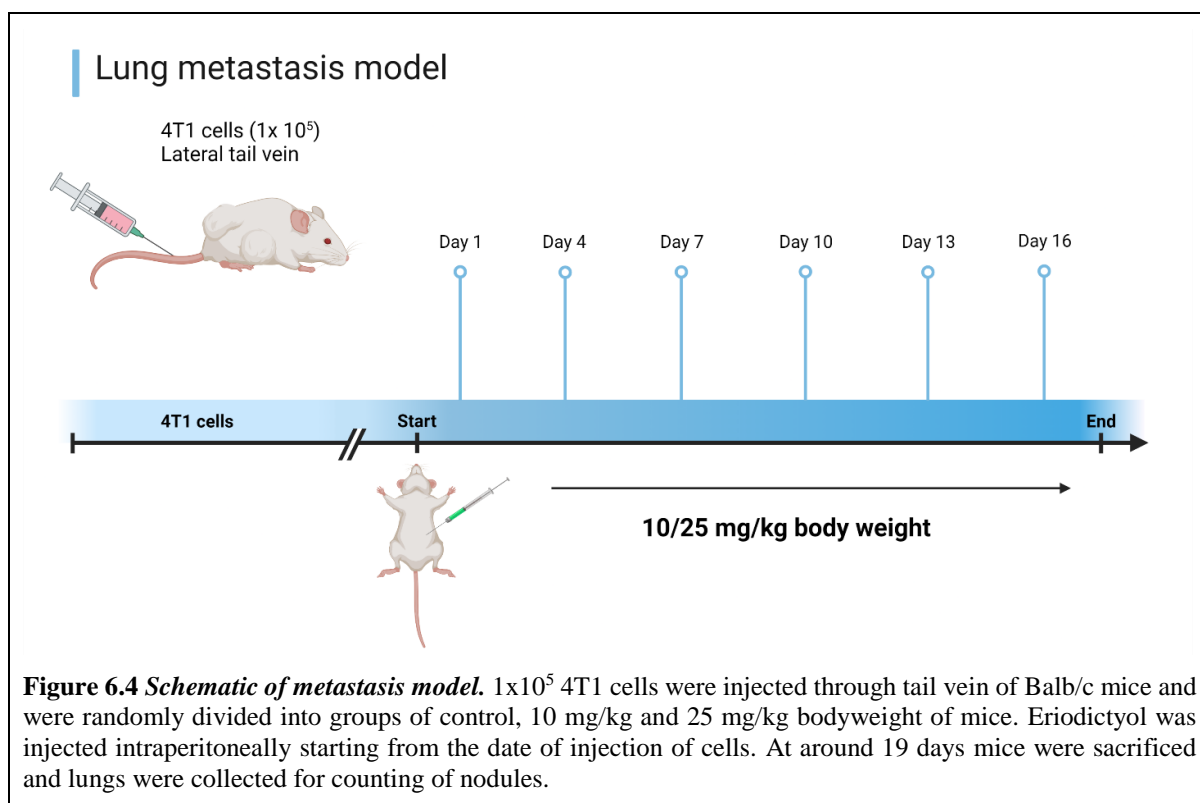 Lung metastasis model
4T1 cells (1x 10⁵)
Lateral tail vein
Day 1
Day 4
Day 7
Day 10
Day 13
Day 16
4T1 cells
Start
End
10/25 mg/kg body weight
Figure 6.4 Schematic of metastasis model. 1x10⁵ 4T1 cells were injected through tail vein of Balb/c mice and
were randomly divided into groups of control, 10 mg/kg and 25 mg/kg bodyweight of mice. Eriodictyol was
injected intraperitoneally starting from the date of injection of cells. At around 19 days mice were sacrificed
and lungs were collected for counting of nodules.